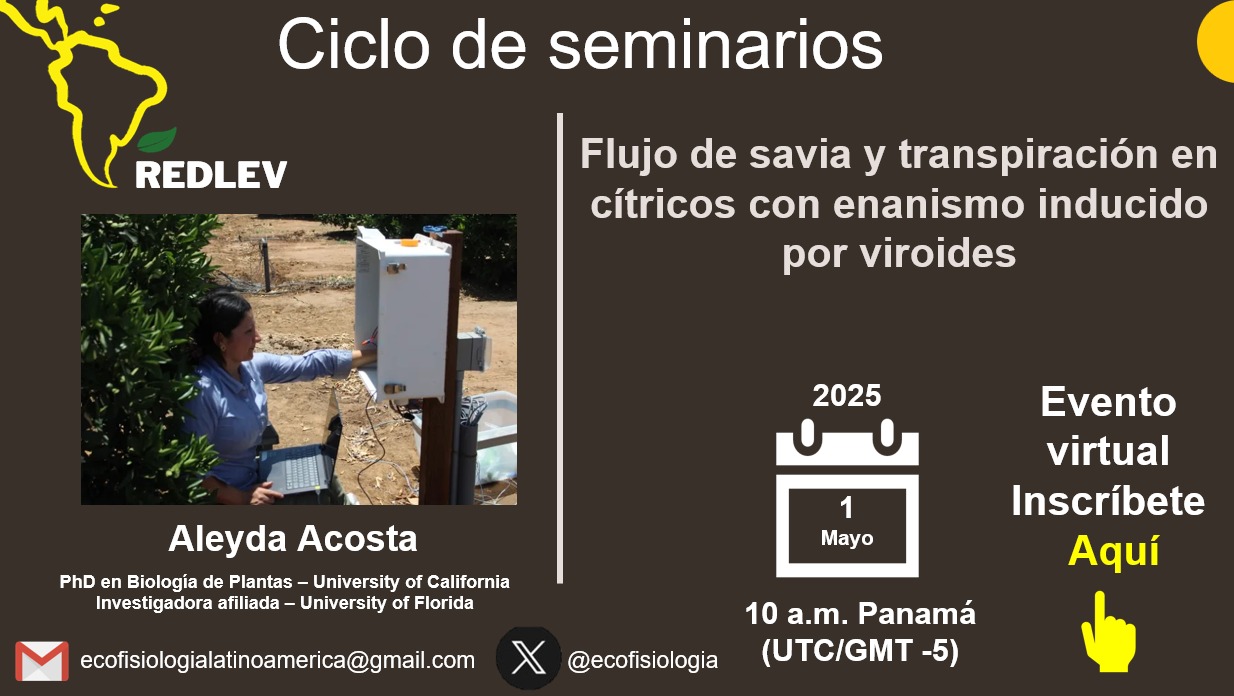 Ciclo de seminarios
REDLEV
Flujo de savia y transpiración en
cítricos con enanismo inducido
por viroides
Aleyda Acosta
PhD en Biología de Plantas – University of California
Investigadora afiliada – University of Florida
2025
1
Mayo
10 a.m. Panamá
(UTC/GMT -5)
Evento
virtual
Inscríbete
Aquí
ecofisiologialatinoamerica@gmail.com
@ecofisiologia